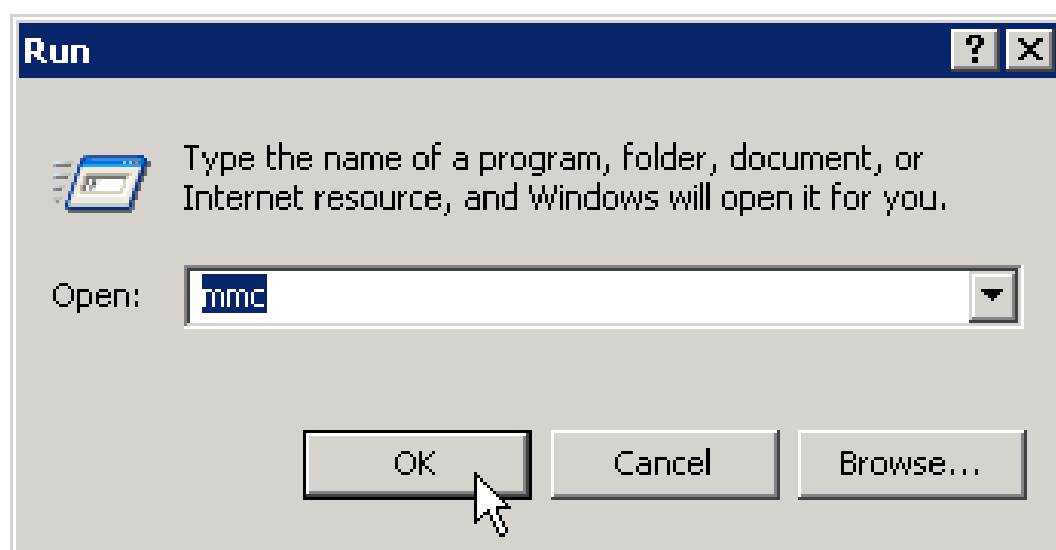 Run
Type the name of a program, folder, document, or
Internet resource, and Windows will open it for you.
Open: mmc
OK Cancel Browse...